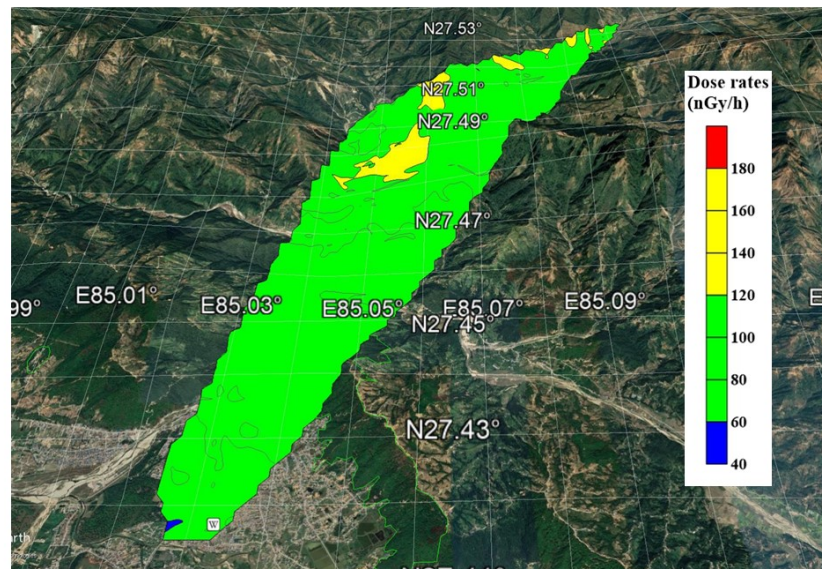 N27.53°
Dose rates
(nGy/h)
N27.51°
N27.49°
180
160
N27.47°
140
120
99°
E85.01°
E85.03°
E85.05°
E85.07°
E85.09°
E
N27.45°
100
80
N27.43°
60
40
W
arth